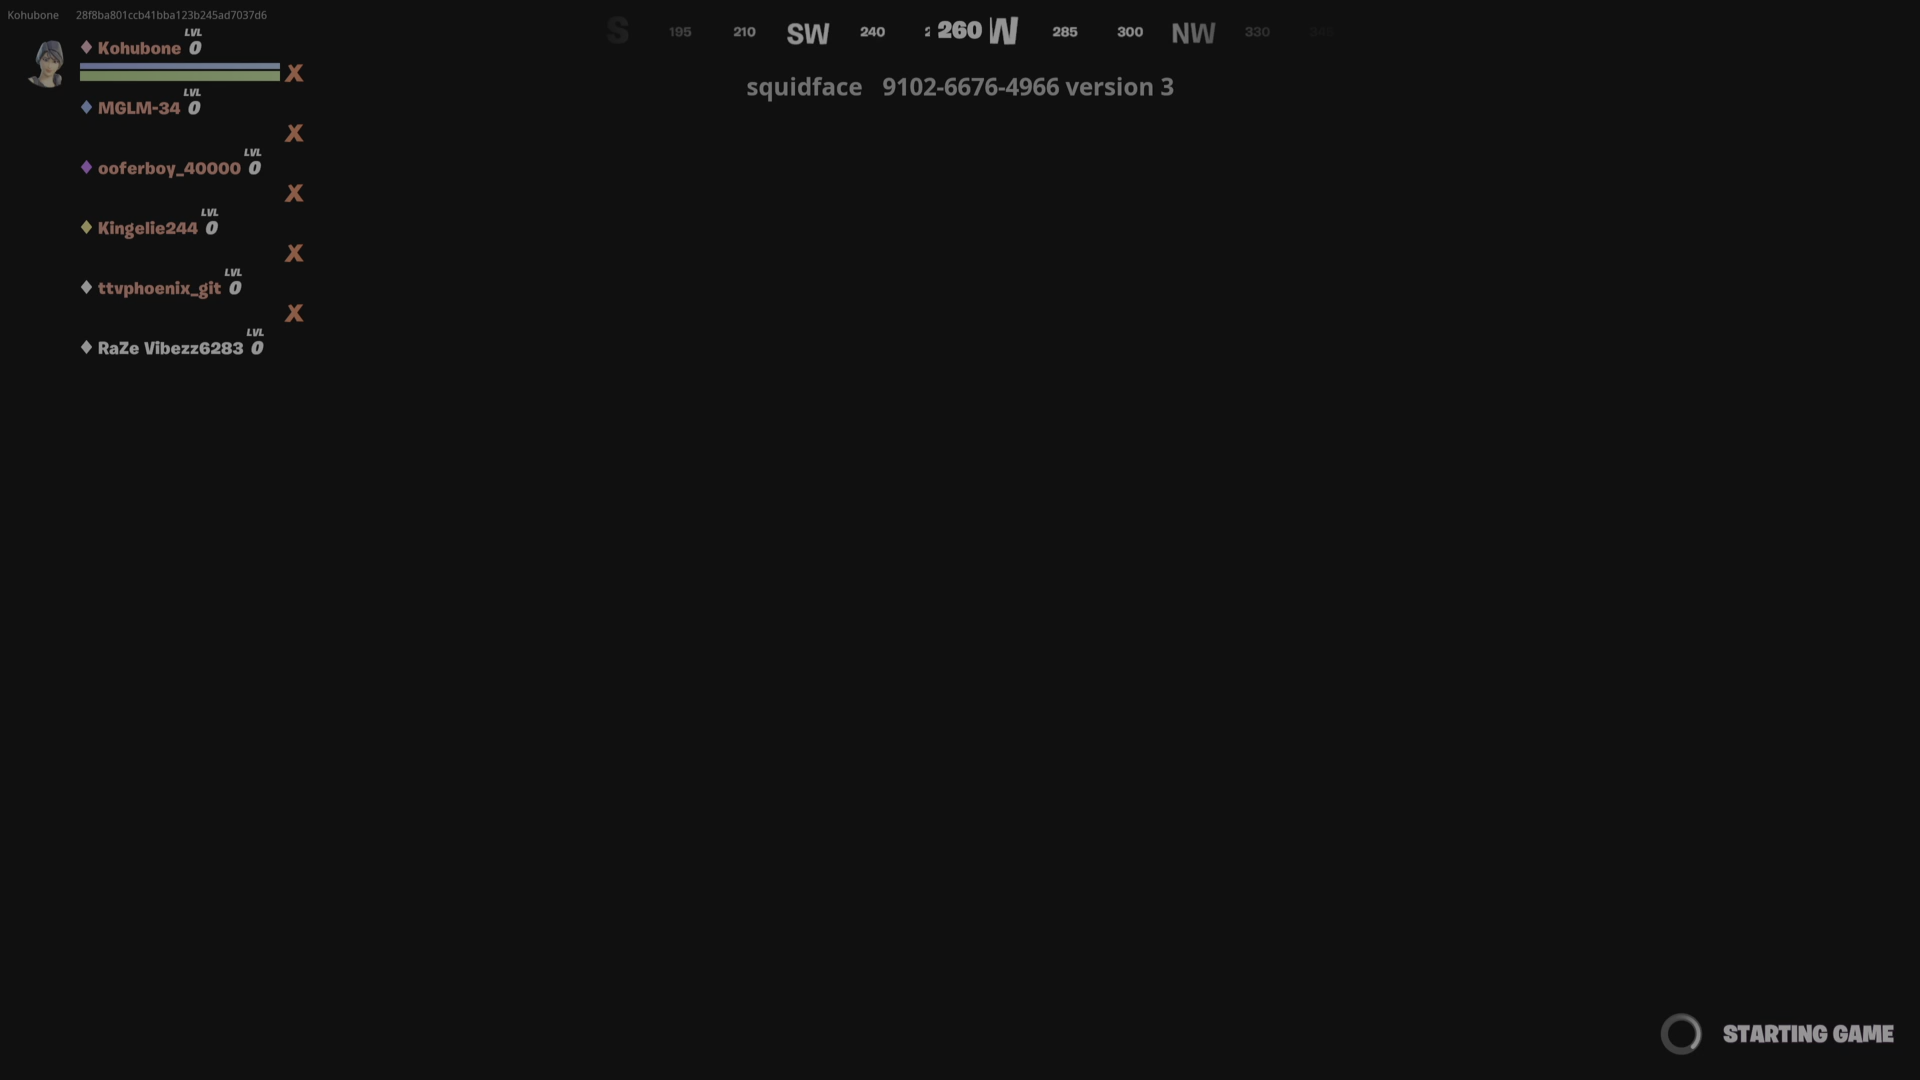 Kohubone 28f8ba801ccb41bba123b245ad7037d6
S 195 210 SW 240 260 W 285 300 NW 330 345
squidface 9102-6676-4966 version 3
LVL
Kohubone 0
X
LVL
MGLM-34 0
X
LVL
ooferboy_40000 0
X
LVL
Kingelie244 0
X
LVL
ttvphoenix_git 0
X
LVL
RaZe Vibezz6283 0
STARTING GAME